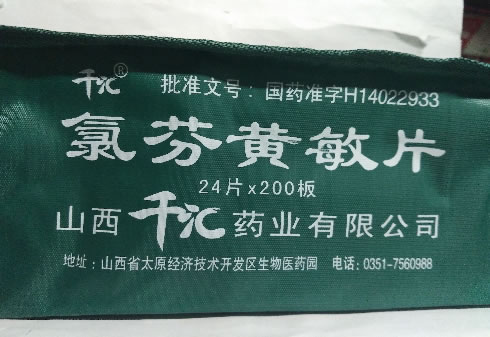 千汇® 批准文号：国药准字H14022933
氯芬黄敏片
24片×200板
山西千汇药业有限公司
地址：山西省太原经济技术开发区生物医药园 电话：0351-7560988